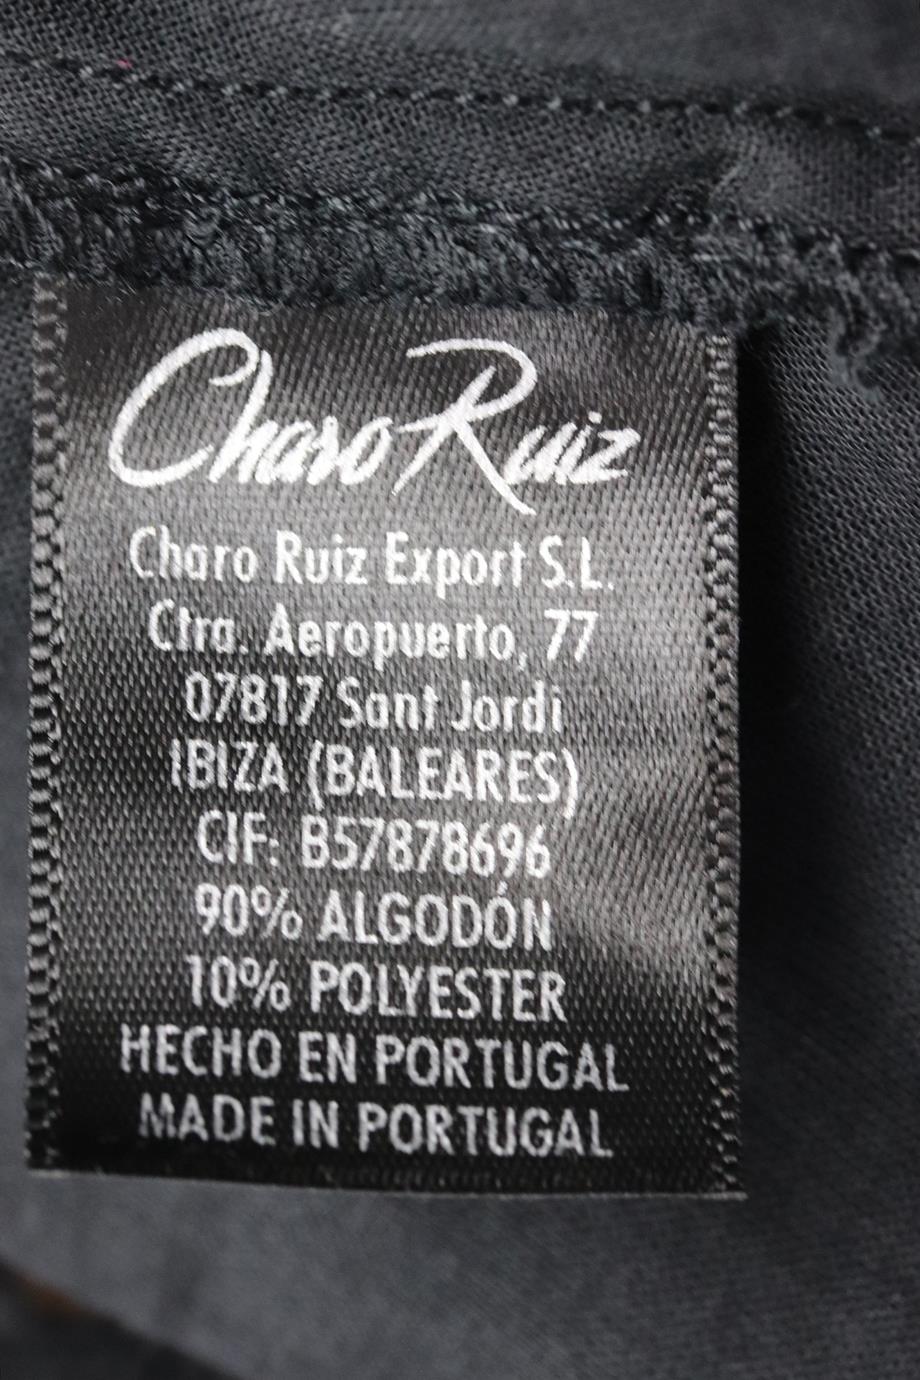 Charo Ruiz
Charo Ruiz Export S.L.
Ctra. Aeropuerto, 77
07817 Sant Jordi
IBIZA (BALEARES)
CIF: B57878696
90% ALGODÓN
10% POLYESTER
HECHO EN PORTUGAL
MADE IN PORTUGAL